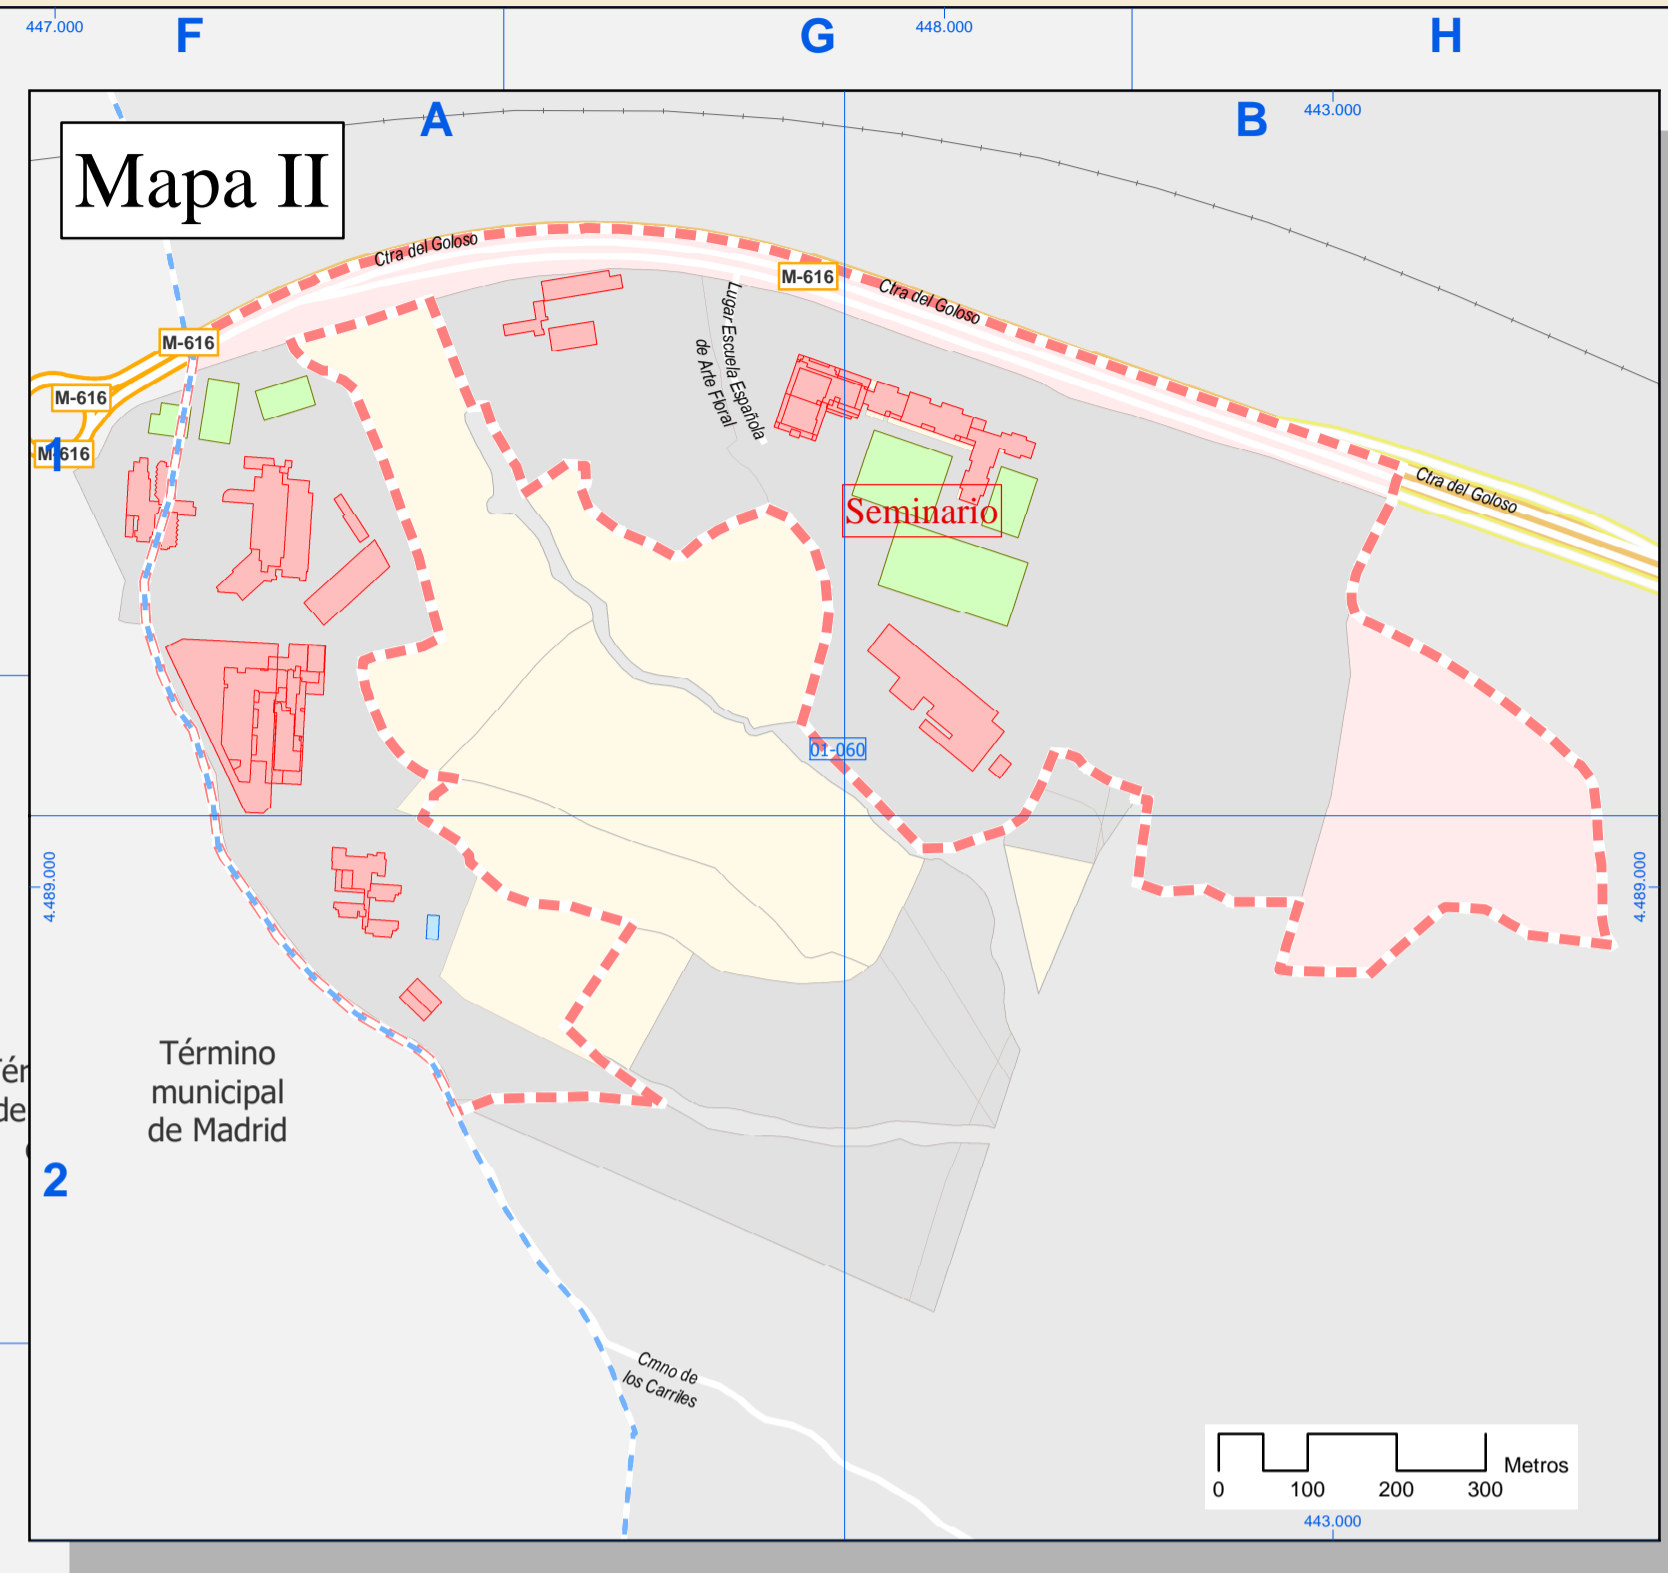 447.000
F
G
448.000
H
A
B
443.000
Mapa II
Ctra del Goloso
M-616
Ctra del Goloso
Lugar Escuela Española
de Arte Floral
M-616
M-616
M-616
1
Ctra del Goloso
Seminario
01-060
4.489.000
4.489.000
Término
municipal
de Madrid
de
2
Cmno de
los Carriles
Metros
0 100 200 300
443.000